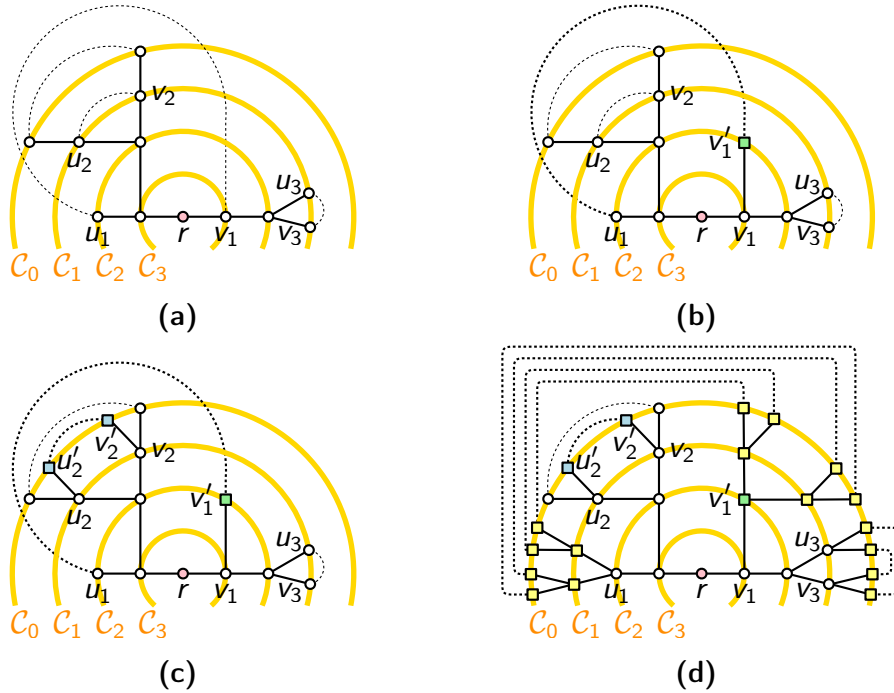 v₂
u₂
u₃
u₁ r v₁ v₃
C₀ C₁ C₂ C₃
(a)
v₂
u₂ v₁′
u₃
u₁ r v₁ v₃
C₀ C₁ C₂ C₃
(b)
v₂′
u₂′ v₂
u₂ v₁′
u₃
u₁ r v₁ v₃
C₀ C₁ C₂ C₃
(c)
v₂′
u₂′ v₂
u₂ v₁′
u₃
u₁ r v₁ v₃
C₀ C₁ C₂ C₃
(d)